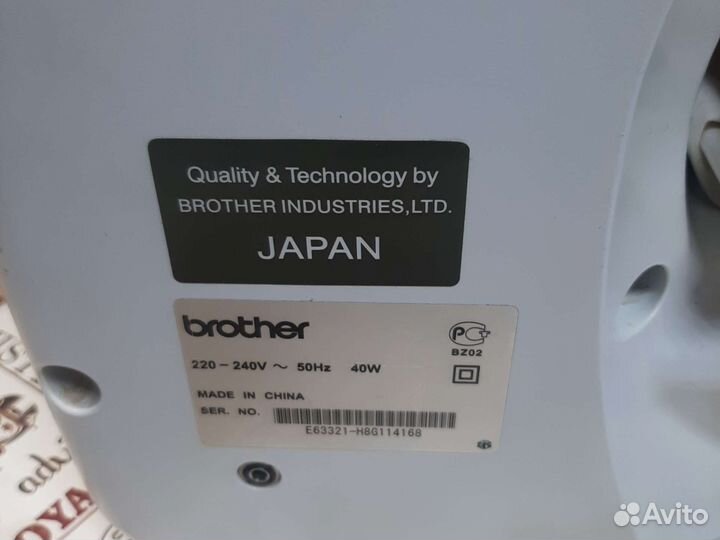 Quality & Technology by
BROTHER INDUSTRIES,LTD.
JAPAN
brother
220-240V ~ 50Hz 40W
BZ02
MADE IN CHINA
SER. NO.
E63321-H8G114168
OYA
Avito